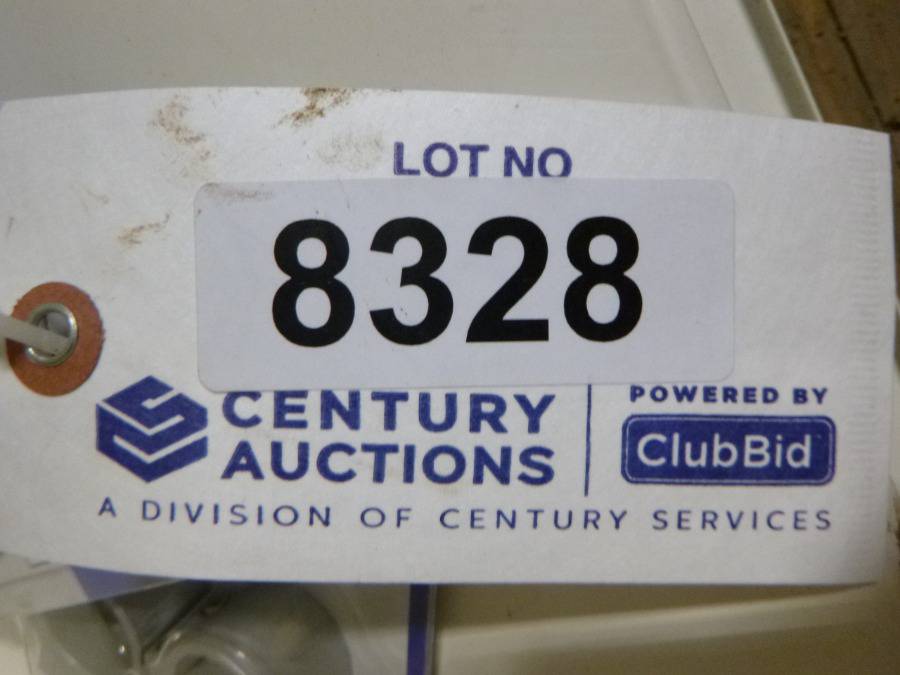 LOT NO
8328
CENTURY
AUCTIONS
POWERED BY
ClubBid
A DIVISION OF CENTURY SERVICES